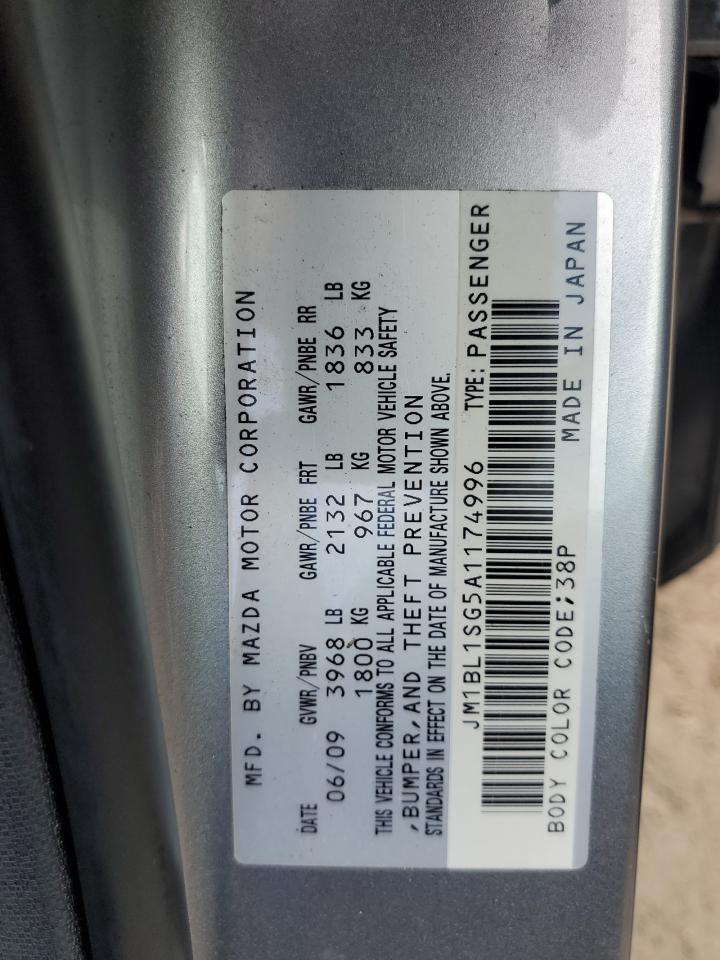 MFD. BY MAZDA MOTOR CORPORATION
DATE GVWR/PNBV GAWR/PNBE FRT GAWR/PNBE RR
06/09 3968 LB 2132 LB 1836 LB
1800 KG 967 KG 833 KG
THIS VEHICLE CONFORMS TO ALL APPLICABLE FEDERAL MOTOR VEHICLE SAFETY
,BUMPER,AND THEFT PREVENTION
STANDARDS IN EFFECT ON THE DATE OF MANUFACTURE SHOWN ABOVE.
JM1BL1SG5A1174996 TYPE:PASSENGER
BODY COLOR CODE;38P MADE IN JAPAN